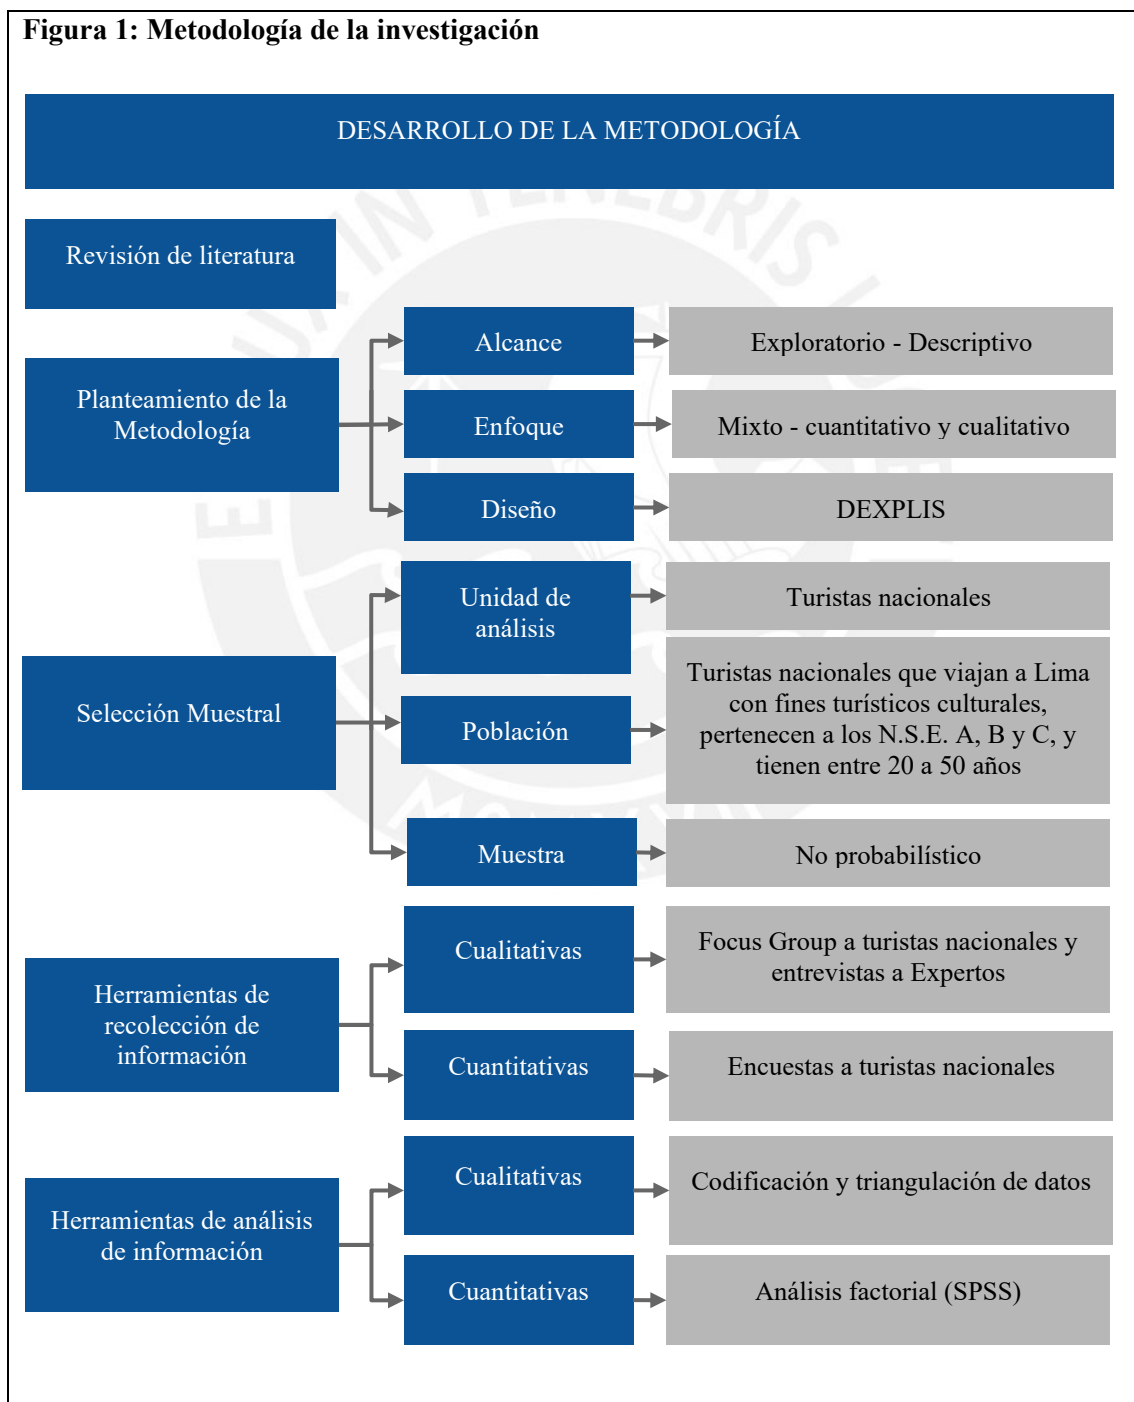 Figura 1: Metodología de la investigación
DESARROLLO DE LA METODOLOGÍA
Revisión de literatura
Planteamiento de la
Metodología
Alcance
Exploratorio - Descriptivo
Enfoque
Mixto - cuantitativo y cualitativo
Diseño
DEXPLIS
Selección Muestral
Unidad de
análisis
Turistas nacionales
Población
Turistas nacionales que viajan a Lima
con fines turísticos culturales,
pertenecen a los N.S.E. A, B y C, y
tienen entre 20 a 50 años
Muestra
No probabilístico
Herramientas de
recolección de
información
Cualitativas
Focus Group a turistas nacionales y
entrevistas a Expertos
Cuantitativas
Encuestas a turistas nacionales
Herramientas de análisis
de información
Cualitativas
Codificación y triangulación de datos
Cuantitativas
Análisis factorial (SPSS)